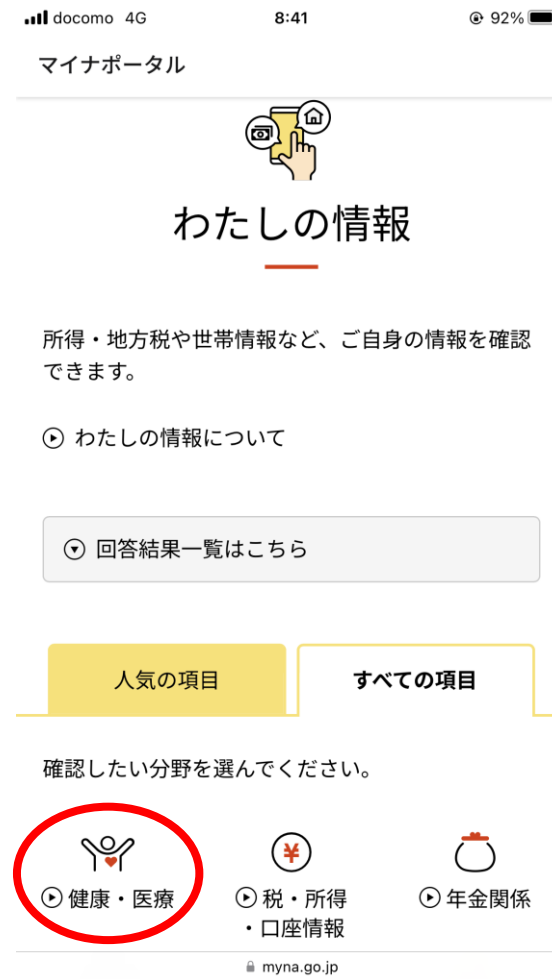 docomo 4G 8:41 92%
マイナポータル
わたしの情報
所得・地方税や世帯情報など、ご自身の情報を確認
できます。
わたしの情報について
回答結果一覧はこちら
人気の項目 すべての項目
確認したい分野を選んでください。
健康・医療 税・所得 年金関係
・口座情報
myna.go.jp